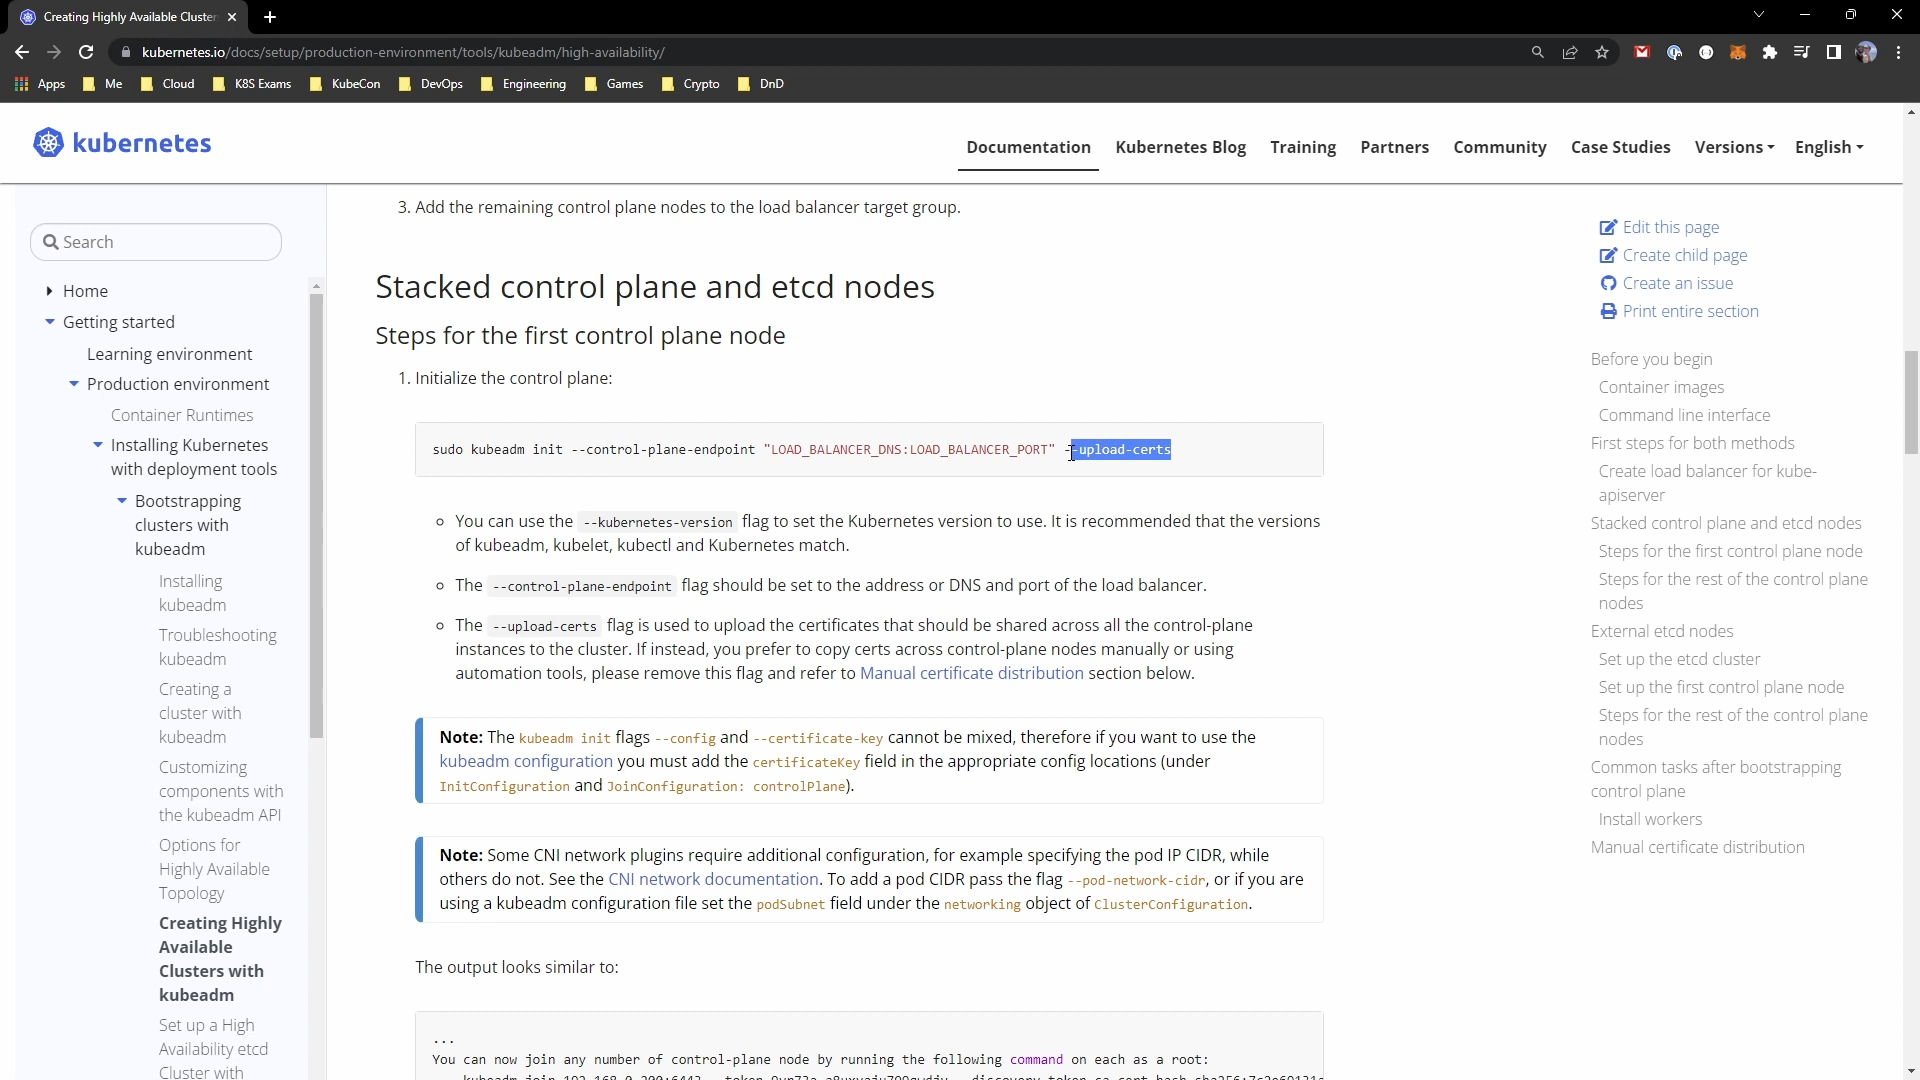 Creating Highly Available Cluster
kubernetes.io/docs/setup/production-environment/tools/kubeadm/high-availability/
Apps
Me
Cloud
K8S Exams
KubeCon
DevOps
Engineering
Games
Crypto
DnD
kubernetes
Documentation
Kubernetes Blog
Training
Partners
Community
Case Studies
Versions
English
Search
Home
Getting started
Learning environment
Production environment
Container Runtimes
Installing Kubernetes
with deployment tools
Bootstrapping
clusters with
kubeadm
Installing
kubeadm
Troubleshooting
kubeadm
Creating a
cluster with
kubeadm
Customizing
components with
the kubeadm API
Options for
Highly Available
Topology
Creating Highly
Available
Clusters with
kubeadm
Set up a High
Availability etcd
Cluster with
3. Add the remaining control plane nodes to the load balancer target group.
Stacked control plane and etcd nodes
Steps for the first control plane node
1. Initialize the control plane:
sudo kubeadm init --control-plane-endpoint "LOAD_BALANCER_DNS:LOAD_BALANCER_PORT" --upload-certs
You can use the --kubernetes-version flag to set the Kubernetes version to use. It is recommended that the versions
of kubeadm, kubelet, kubectl and Kubernetes match.
The --control-plane-endpoint flag should be set to the address or DNS and port of the load balancer.
The --upload-certs flag is used to upload the certificates that should be shared across all the control-plane
instances to the cluster. If instead, you prefer to copy certs across control-plane nodes manually or using
automation tools, please remove this flag and refer to Manual certificate distribution section below.
Note: The kubeadm init flags --config and --certificate-key cannot be mixed, therefore if you want to use the
kubeadm configuration you must add the certificateKey field in the appropriate config locations (under
InitConfiguration and JoinConfiguration: controlPlane).
Note: Some CNI network plugins require additional configuration, for example specifying the pod IP CIDR, while
others do not. See the CNI network documentation. To add a pod CIDR pass the flag --pod-network-cidr, or if you are
using a kubeadm configuration file set the podSubnet field under the networking object of ClusterConfiguration.
The output looks similar to:
...
You can now join any number of control-plane node by running the following command on each as a root:
Edit this page
Create child page
Create an issue
Print entire section
Before you begin
Container images
Command line interface
First steps for both methods
Create load balancer for kube-
apiserver
Stacked control plane and etcd nodes
Steps for the first control plane node
Steps for the rest of the control plane
nodes
External etcd nodes
Set up the etcd cluster
Set up the first control plane node
Steps for the rest of the control plane
nodes
Common tasks after bootstrapping
control plane
Install workers
Manual certificate distribution